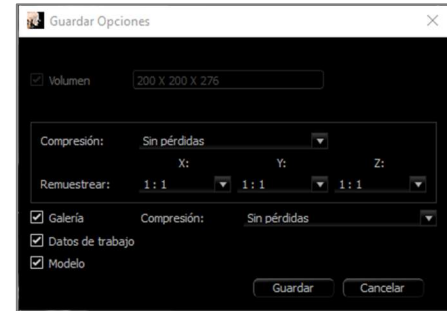 Guardar Opciones
Volumen 200 X 200 X 276
Compresión: Sin pérdidas
X: Y: Z:
Remuestrear: 1 : 1 1 : 1 1 : 1
Galería Compresión: Sin pérdidas
Datos de trabajo
Modelo
Guardar Cancelar